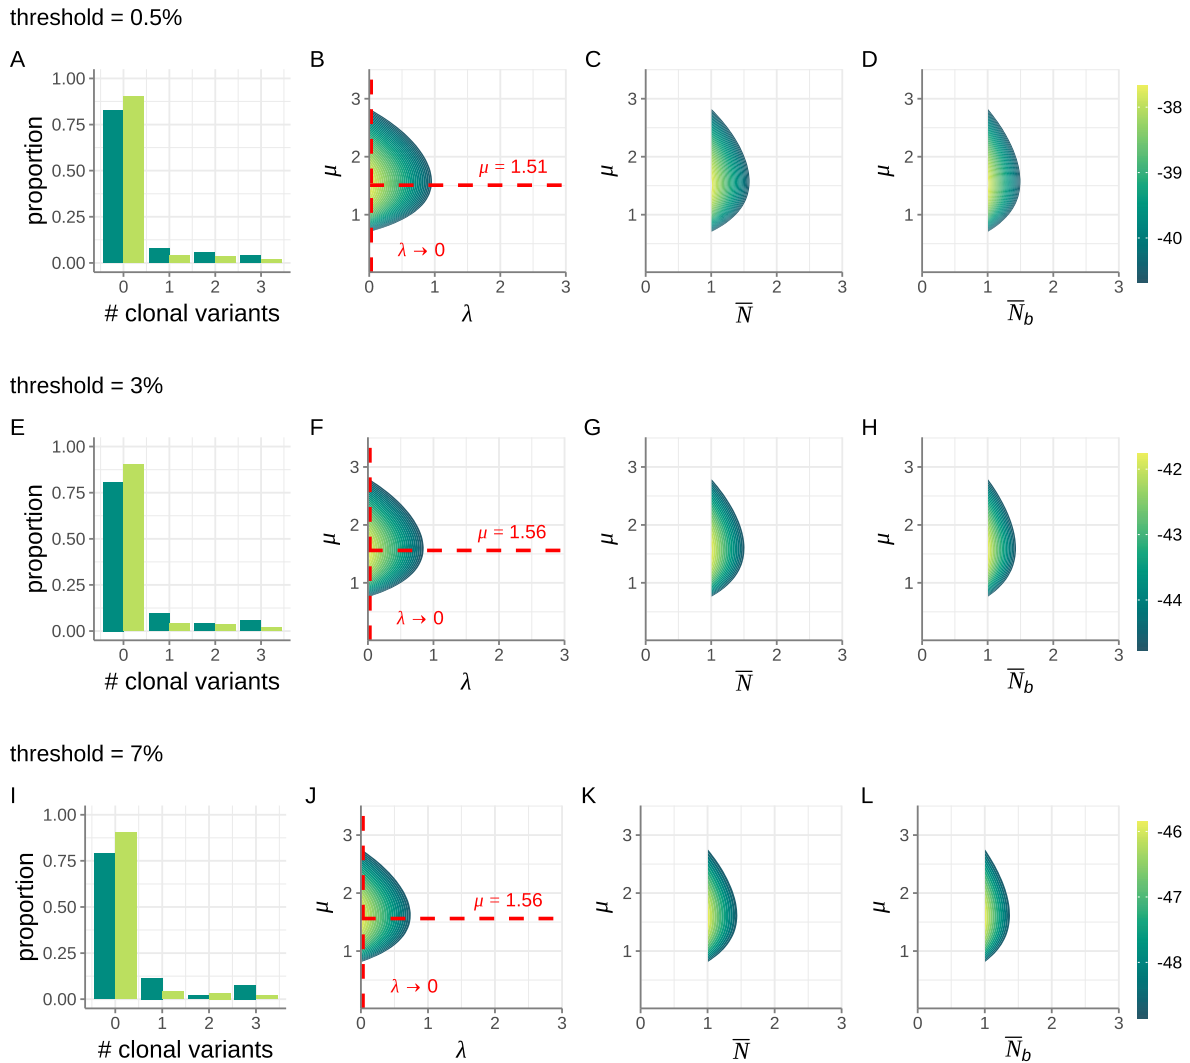 threshold = 0.5%
A
B
C
D
1.00
0.75
0.50
0.25
0.00
proportion
0 1 2 3
# clonal variants
3
2
1
μ
μ = 1.51
λ → 0
0 1 2 3
λ
3
2
1
μ
0 1 2 3
N̅
3
2
1
μ
0 1 2 3
N̅b
-38
-39
-40
threshold = 3%
E
F
G
H
1.00
0.75
0.50
0.25
0.00
proportion
0 1 2 3
# clonal variants
3
2
1
μ
μ = 1.56
λ → 0
0 1 2 3
λ
3
2
1
μ
0 1 2 3
N̅
3
2
1
μ
0 1 2 3
N̅b
-42
-43
-44
threshold = 7%
I
J
K
L
1.00
0.75
0.50
0.25
0.00
proportion
0 1 2 3
# clonal variants
3
2
1
μ
μ = 1.56
λ → 0
0 1 2 3
λ
3
2
1
μ
0 1 2 3
N̅
3
2
1
μ
0 1 2 3
N̅b
-46
-47
-48